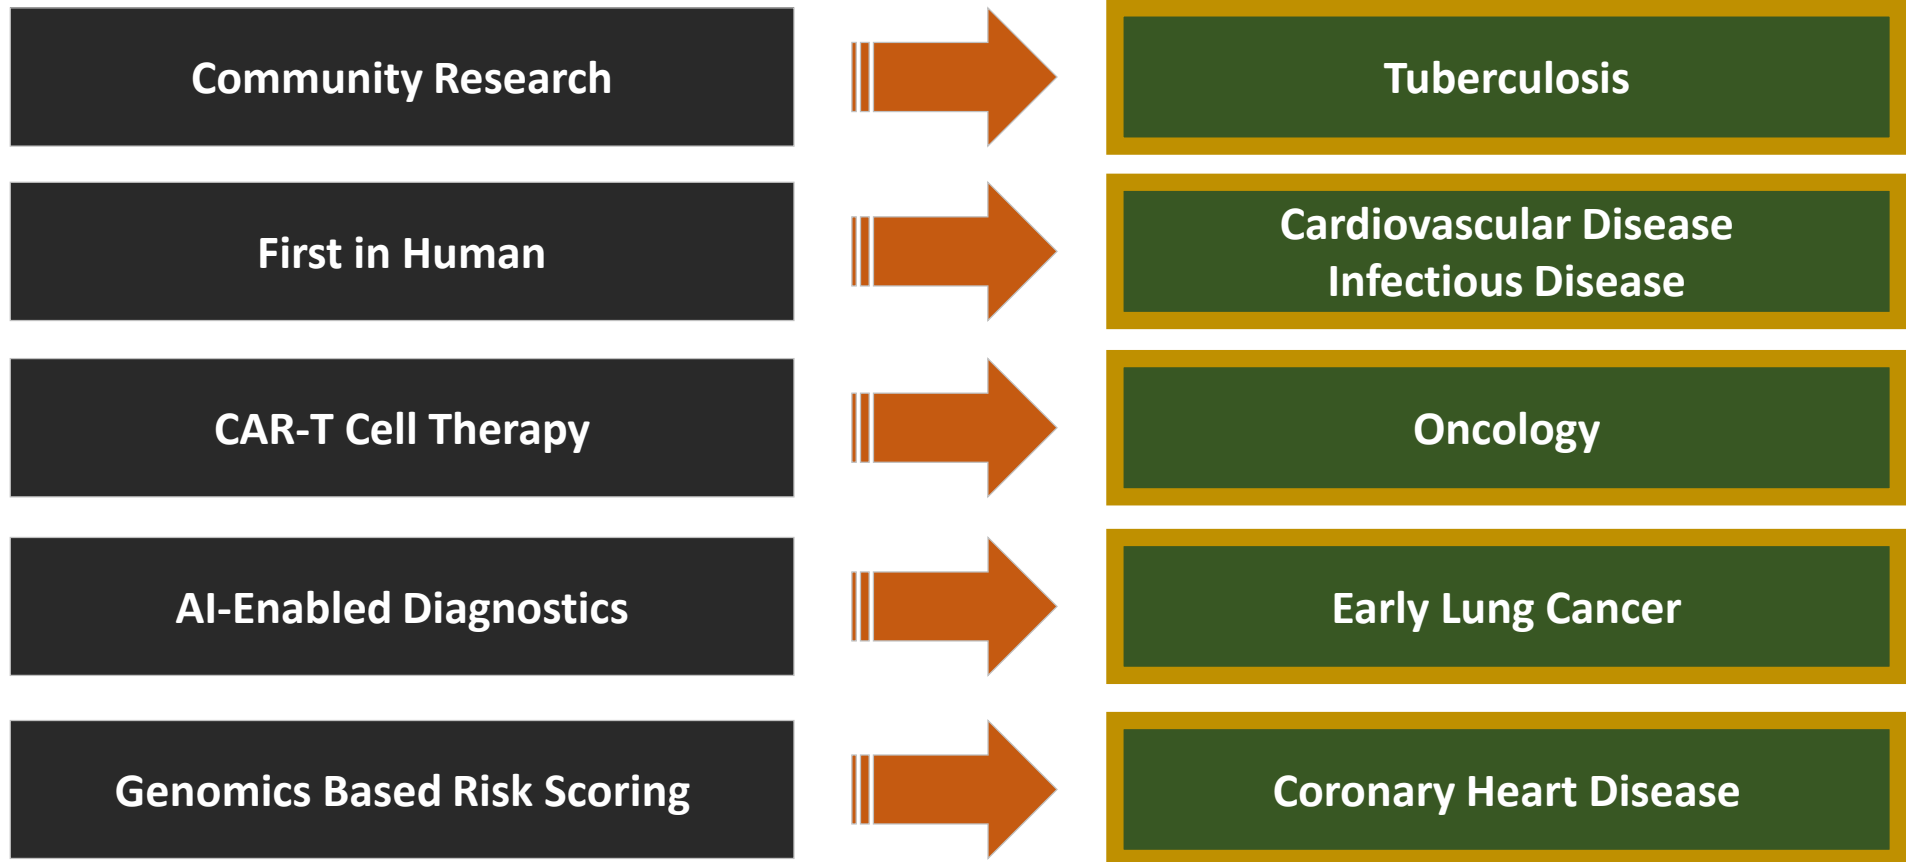 Community Research
Tuberculosis
First in Human
Cardiovascular Disease
Infectious Disease
CAR-T Cell Therapy
Oncology
AI-Enabled Diagnostics
Early Lung Cancer
Genomics Based Risk Scoring
Coronary Heart Disease